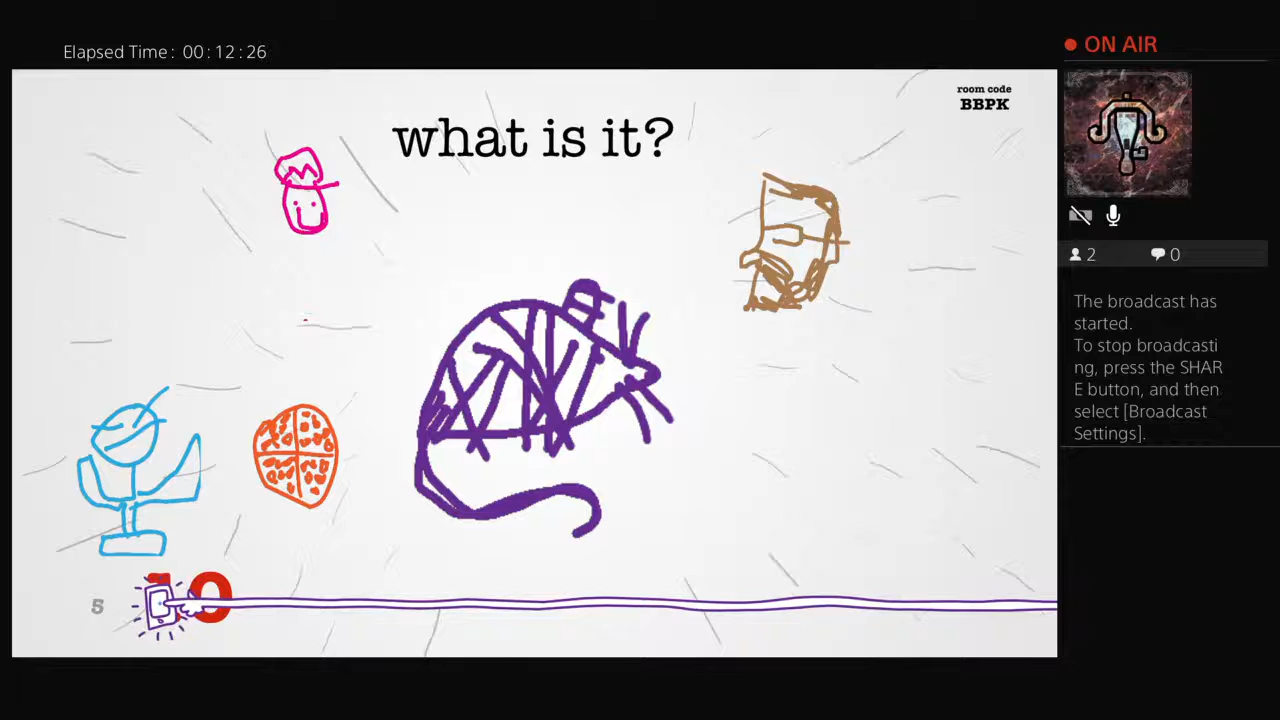 Elapsed Time: 00:12:26
ON AIR
room code
BBPK
what is it?
2
0
The broadcast has
started.
To stop broadcasti
ng, press the SHAR
E button, and then
select [Broadcast
Settings].
5
10